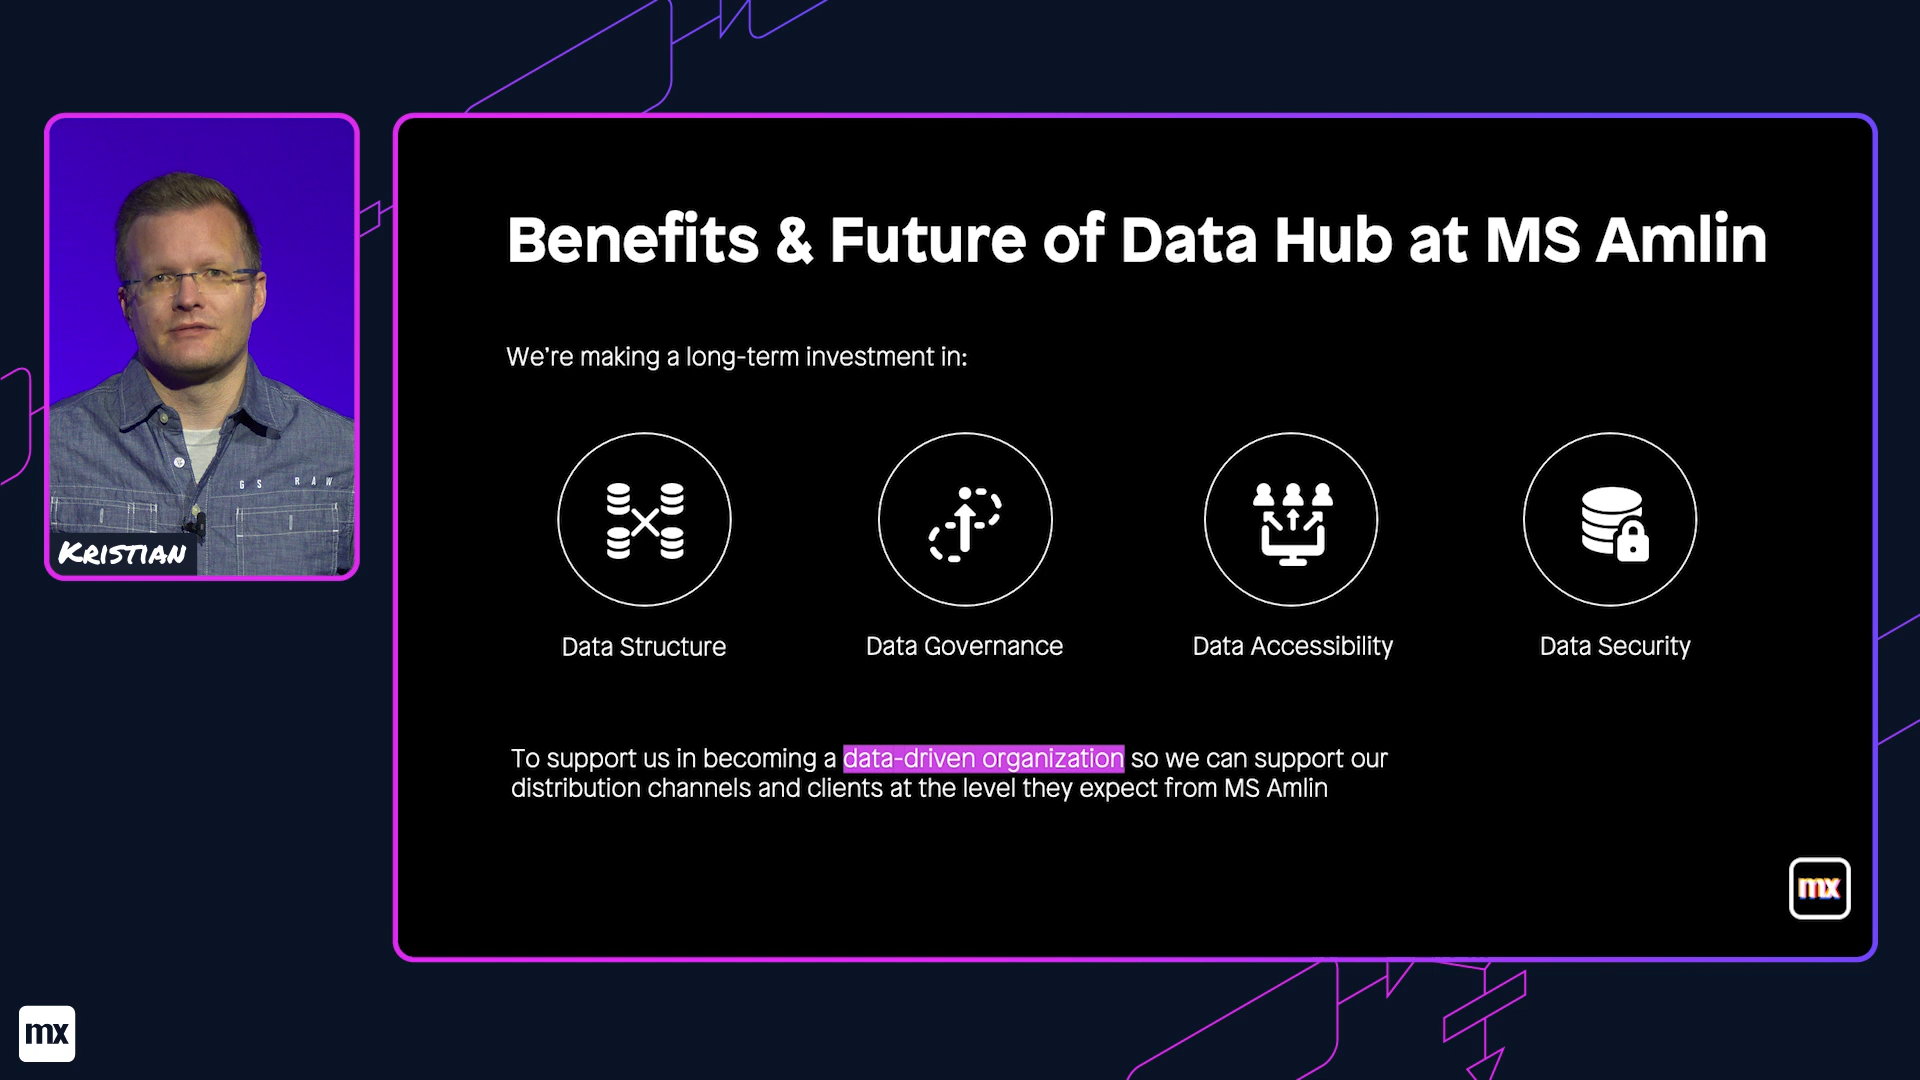 Benefits & Future of Data Hub at MS Amlin
We're making a long-term investment in:
Data Structure
Data Governance
Data Accessibility
Data Security
To support us in becoming a data-driven organization so we can support our
distribution channels and clients at the level they expect from MS Amlin
GS RAW
KRISTIAN
mx
mx